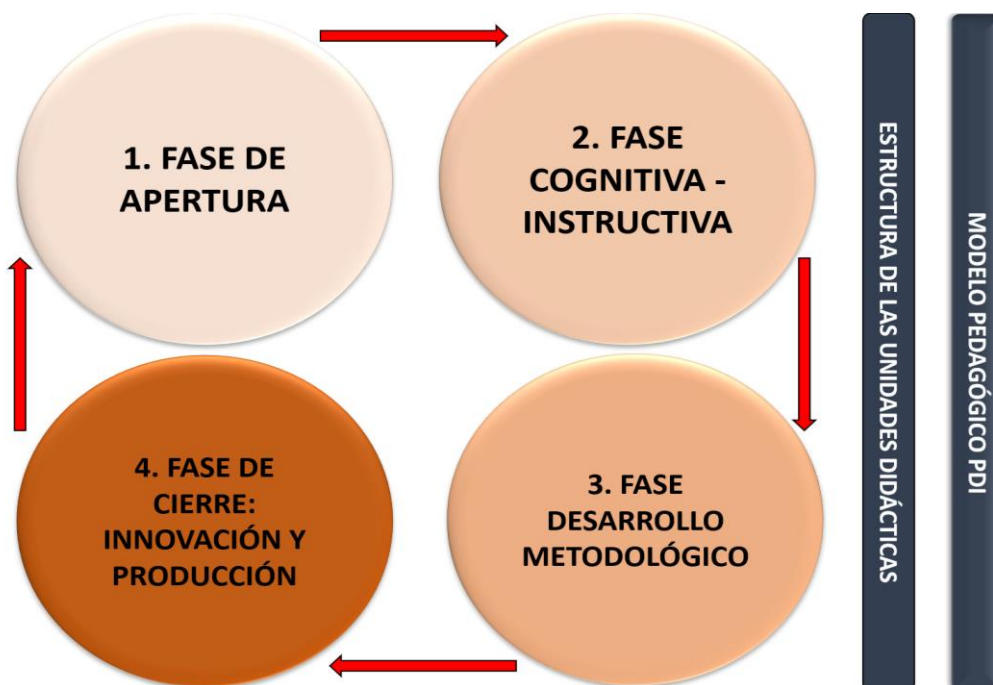 1. FASE DE
APERTURA
2. FASE
COGNITIVA -
INSTRUCTIVA
3. FASE
DESARROLLO
METODOLÓGICO
4. FASE DE
CIERRE:
INNOVACIÓN Y
PRODUCCIÓN
ESTRUCTURA DE LAS UNIDADES DIDÁCTICAS
MODELO PEDAGÓGICO PDI